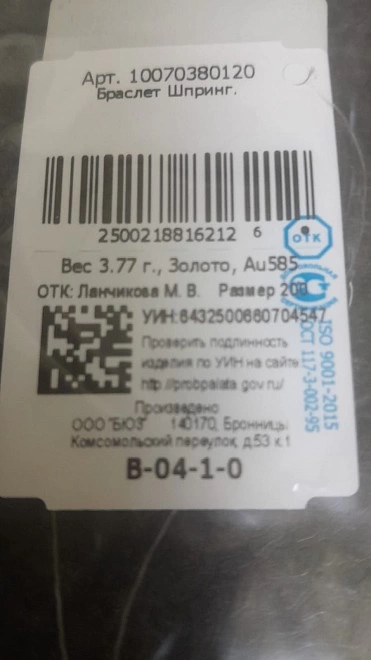 Арт. 10070380120
Браслет Шпринг.
2500218816212 6
ОТК
Вес 3.77 г., Золото, Au585
ОТК: Ланчикова М. В. Размер 200
УИН:6432500680704547
Проверить подлинность
изделия по УИН на сайте
http://probpalata.gov.ru/
Произведено
ООО "БЮЗ" 140170, Бронницы
Комсомольский переулок, д.53 к.1
В-04-1-0
ISO 9001-2015
ОСТ 117-3-002-95